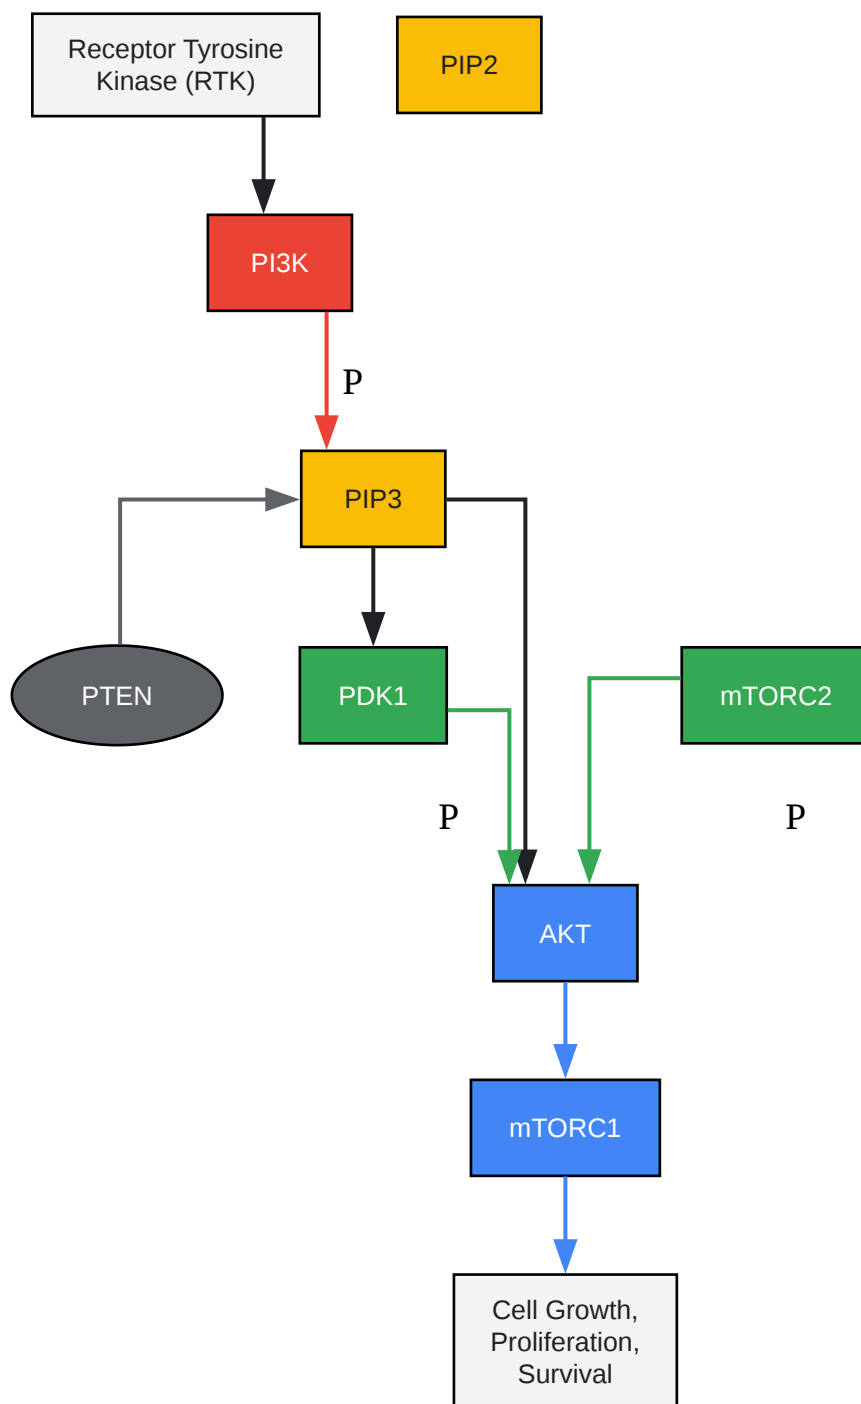 Receptor Tyrosine
Kinase (RTK)
PIP2
PI3K
P
PIP3
PTEN
PDK1
mTORC2
P
P
AKT
mTORC1
Cell Growth,
Proliferation,
Survival